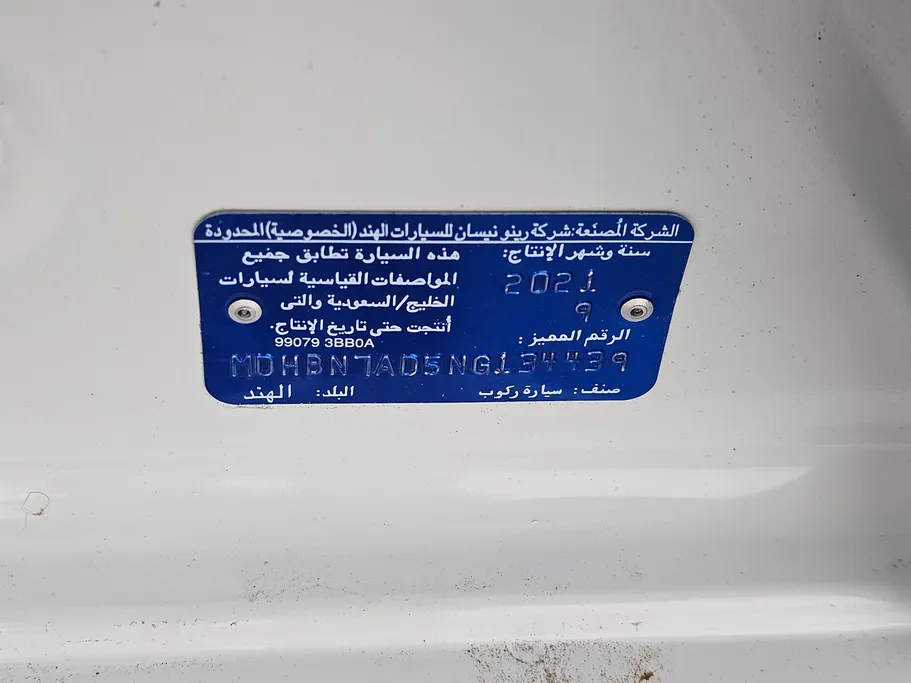 الشركة المُصنّعة:شركة رينو نيسان للسيارات الهند (الخصوصية) المحدودة
سنة وشهر الإنتاج:
2021
9
هذه السيارة تطابق جميع
المواصفات القياسية لسيارات
الخليج/السعودية والتى
أنتجت حتى تاريخ الإنتاج.
الرقم المميز :
99079 3BB0A
MDHBN7AD5NG134439
صنف: سيارة ركوب
البلد: الهند